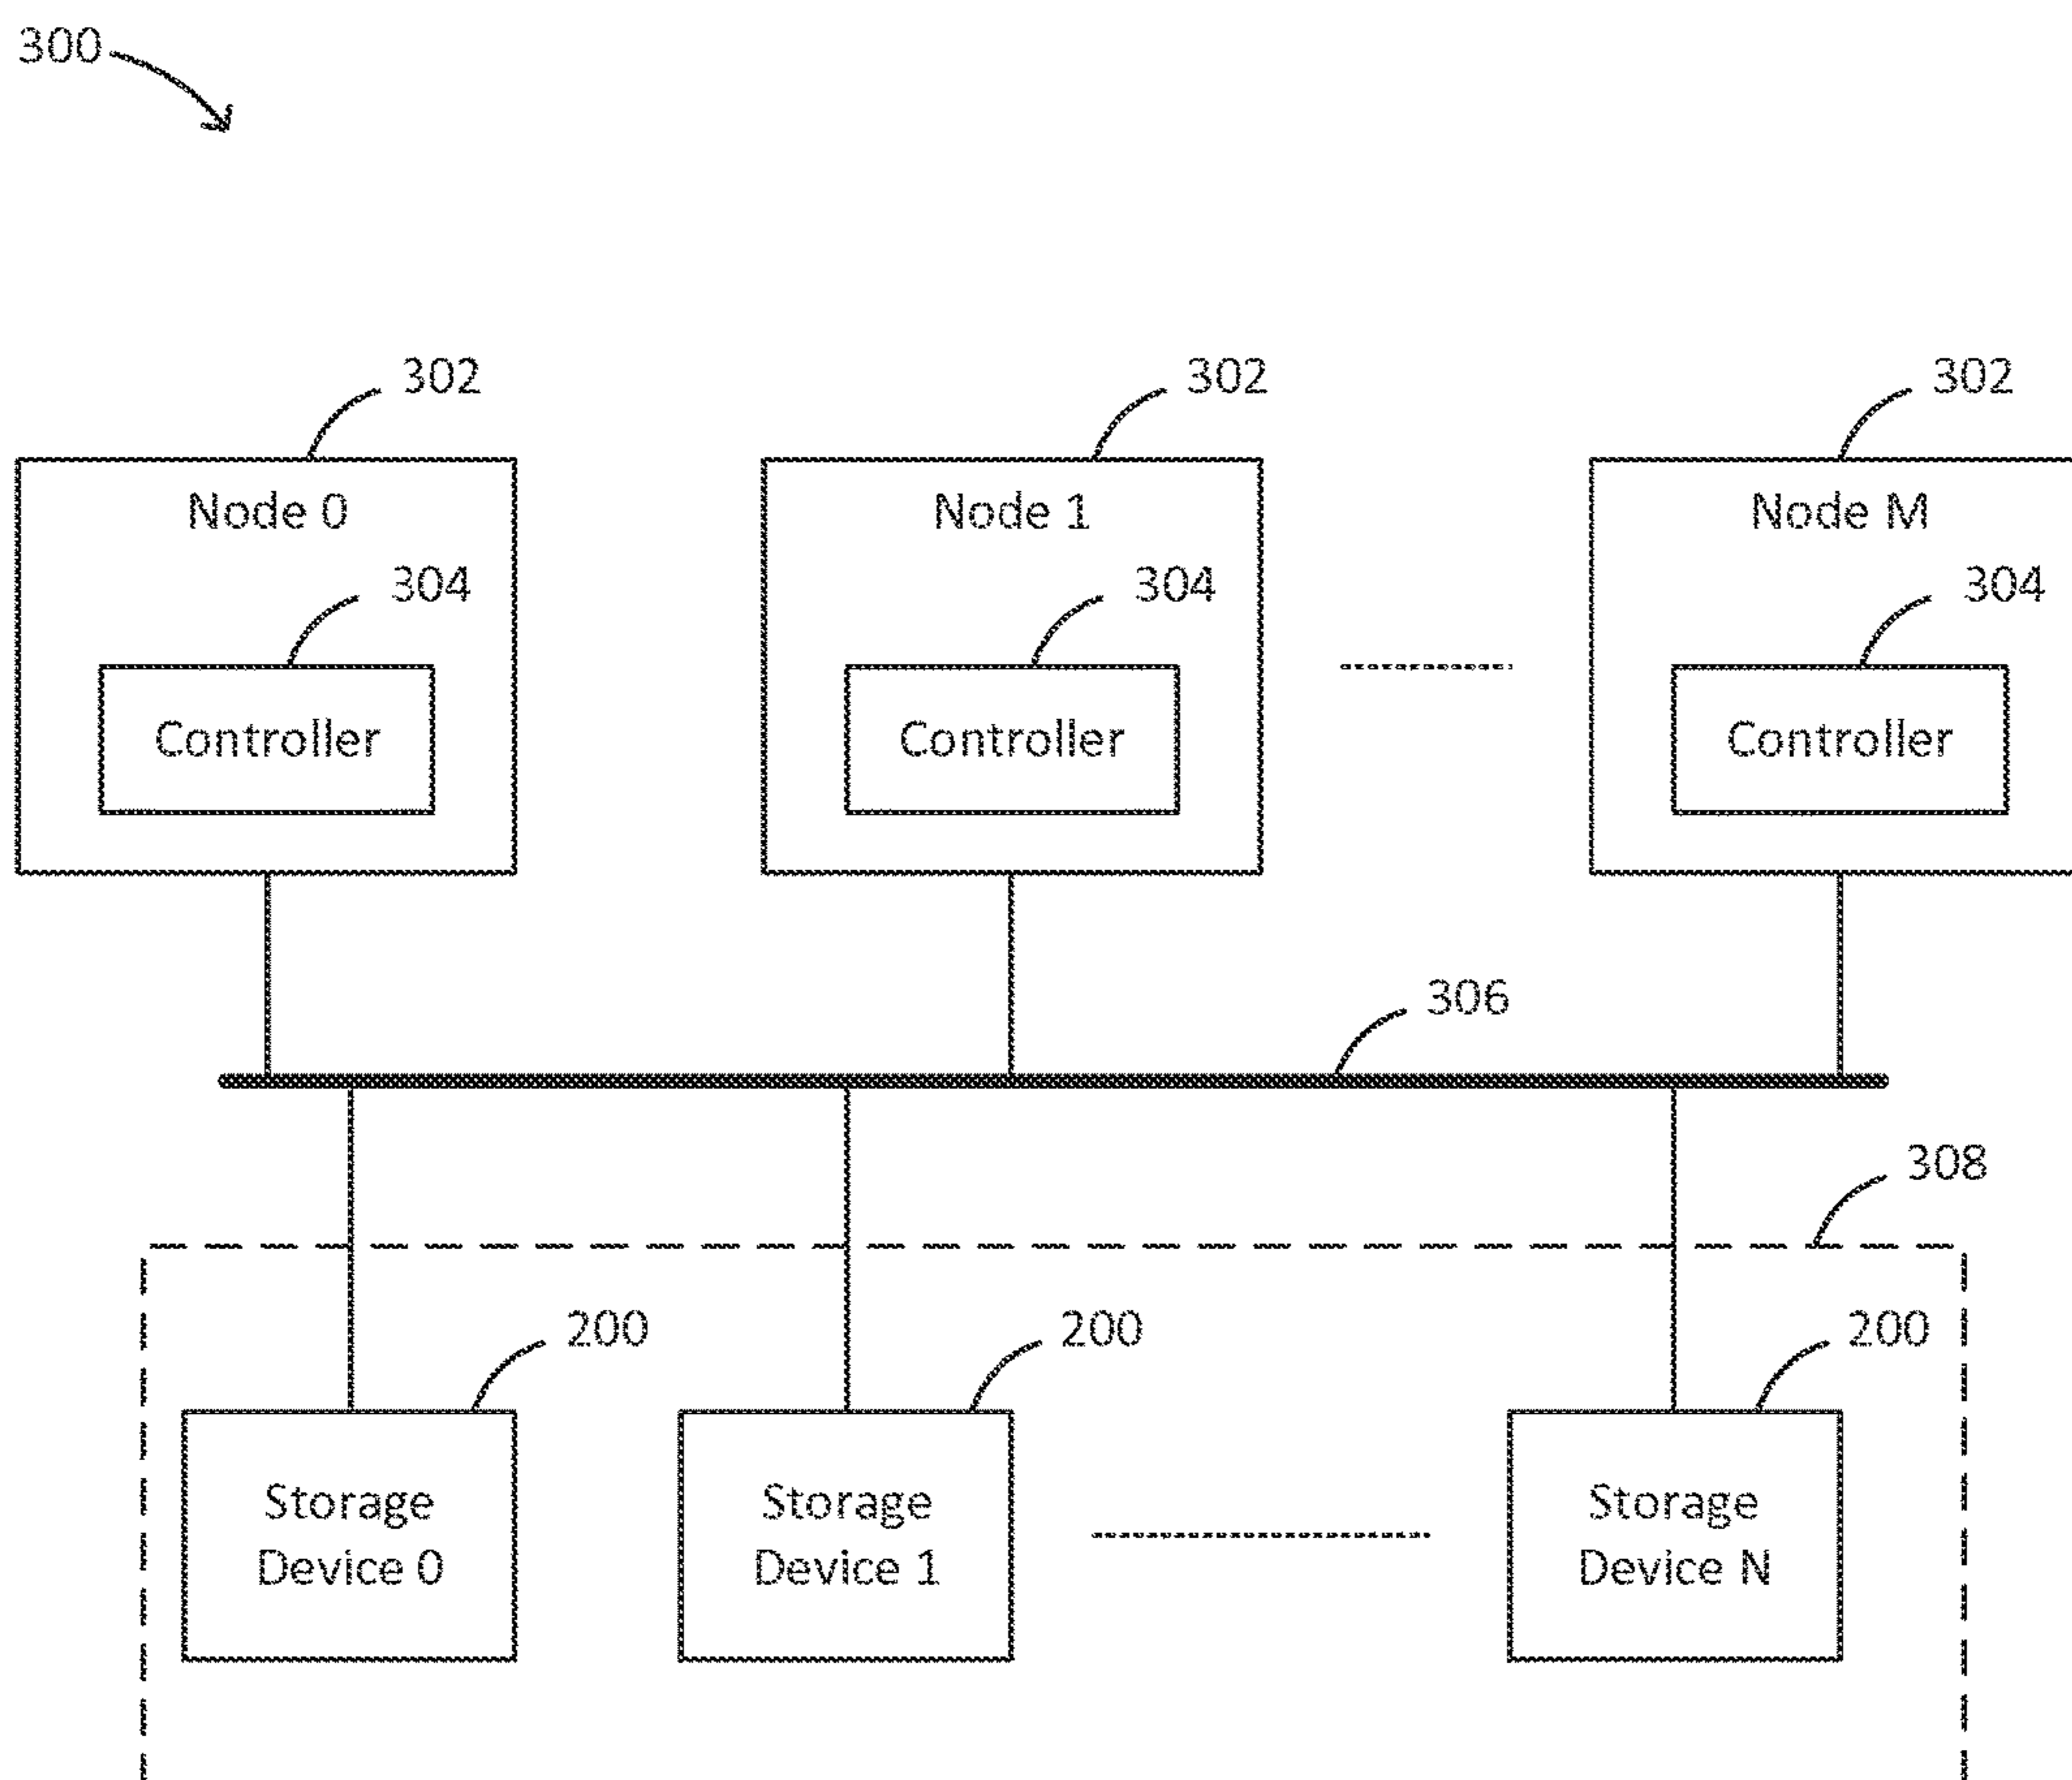 300
302
302
302
Node 0
Node 1
Node M
304
304
304
Controller
Controller
Controller
306
308
200
200
200
Storage
Device 0
Storage
Device 1
Storage
Device N